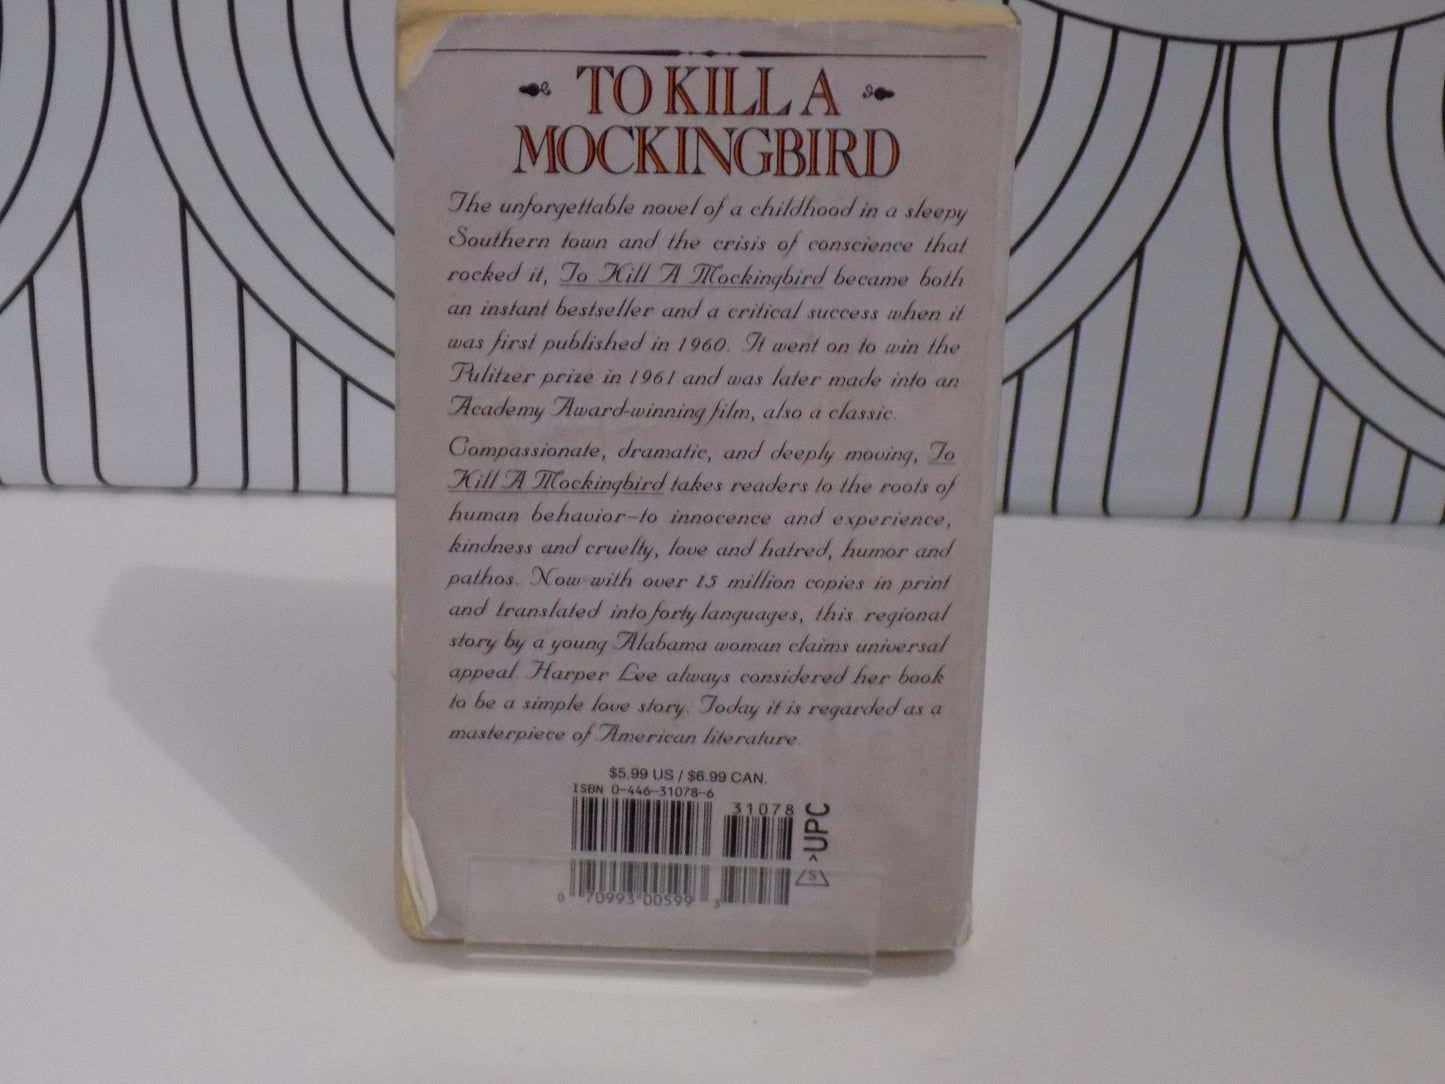 TO KILL A
MOCKINGBIRD
The unforgettable novel of a childhood in a sleepy
Southern town and the crisis of conscience that
rocked it, To Kill A Mockingbird became both
an instant bestseller and a critical success when it
was first published in 1960. It went on to win the
Pulitzer prize in 1961 and was later made into an
Academy Award-winning film, also a classic.
Compassionate, dramatic, and deeply moving, To
Kill A Mockingbird takes readers to the roots of
human behavior–to innocence and experience,
kindness and cruelty, love and hatred, humor and
pathos. Now with over 15 million copies in print
and translated into forty languages, this regional
story by a young Alabama woman claims universal
appeal. Harper Lee always considered her book
to be a simple love story. Today it is regarded as a
masterpiece of American literature.
$5.99 US / $6.99 CAN.
ISBN 0-446-31078-6
31078
UPC
S
0 70993 00599 3